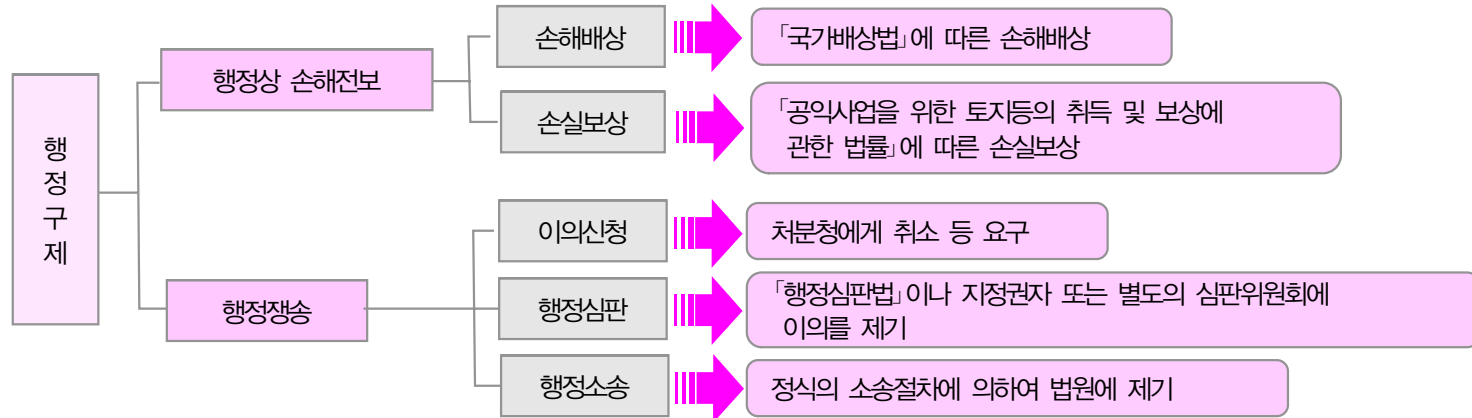 행정구제
행정상 손해전보
손해배상
「국가배상법」에 따른 손해배상
손실보상
「공익사업을 위한 토지등의 취득 및 보상에
관한 법률」에 따른 손실보상
행정쟁송
이의신청
처분청에게 취소 등 요구
행정심판
「행정심판법」이나 지정권자 또는 별도의 심판위원회에
이의를 제기
행정소송
정식의 소송절차에 의하여 법원에 제기